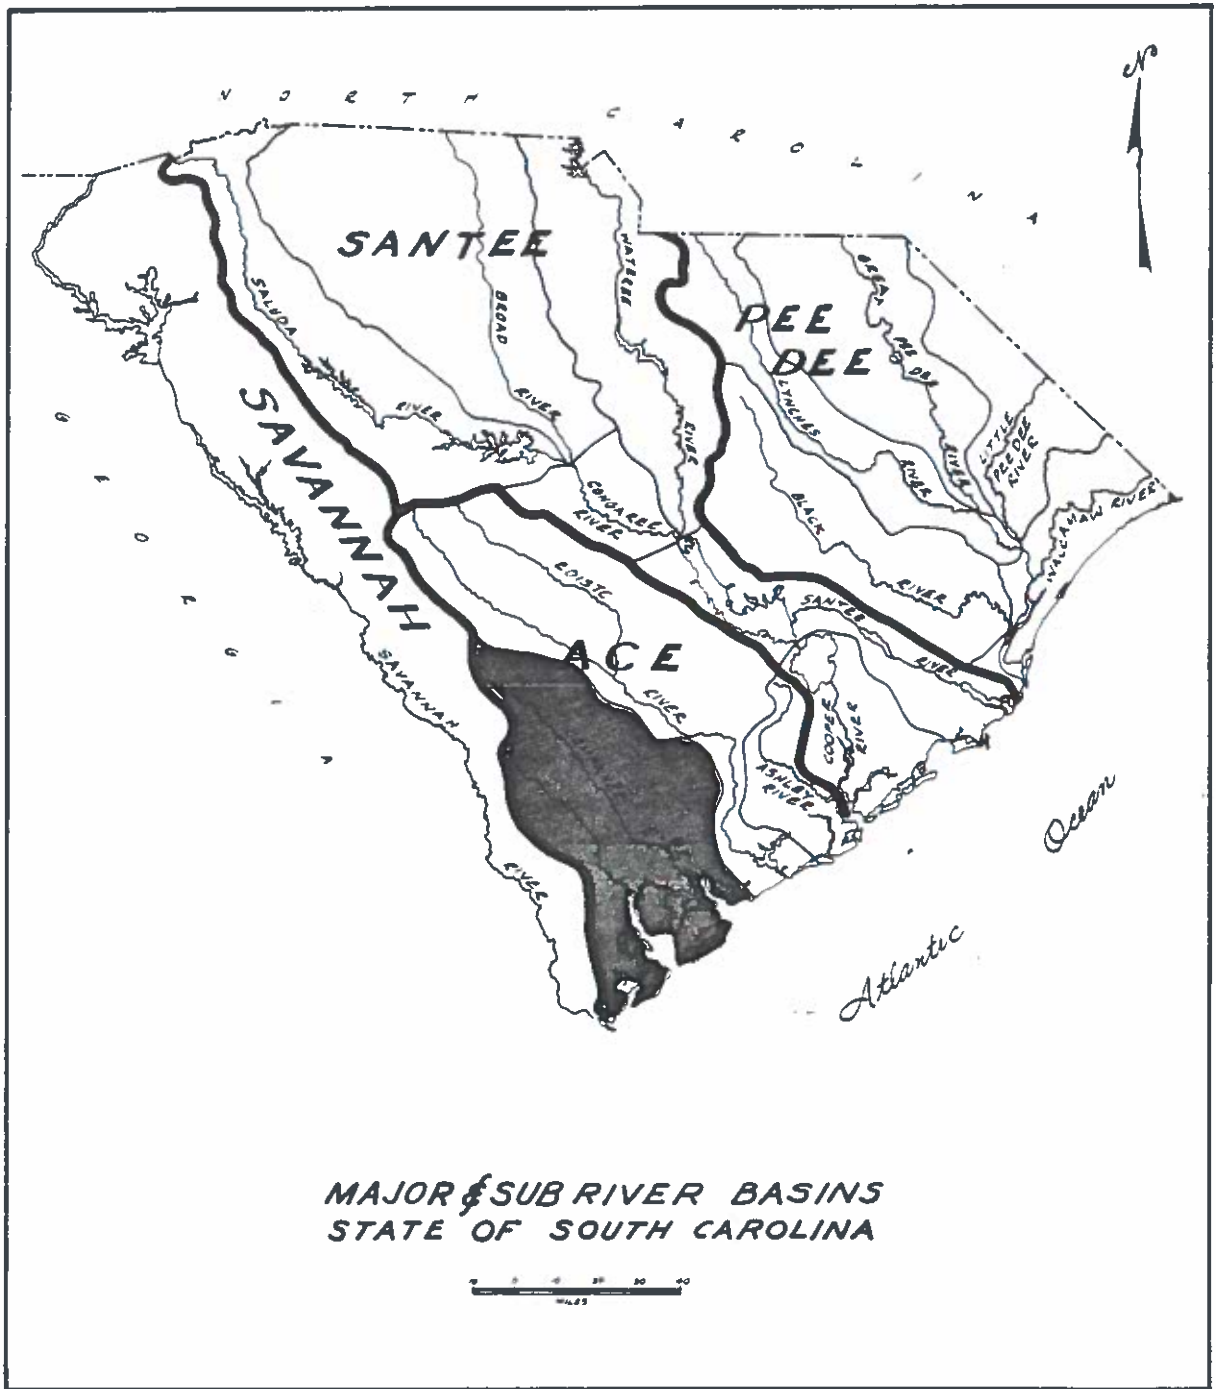 N
NORTH CAROLINA
SANTEE
WATEREE
RIVER
SALUDA
RIVER
BROAD
RIVER
PEE
DEE
GREAT
PEE DEE
RIVER
LYNCHES
RIVER
LITTLE
PEE DEE
RIVER
WACCAMAW RIVER
SAVANNAH
GEORGIA
CONGAREE
RIVER
BLACK
RIVER
EDISTO
RIVER
SANTEE
RIVER
ACE
SAVANNAH
RIVER
COOPER
RIVER
ASHLEY
RIVER
Atlantic
Ocean
MAJOR & SUB RIVER BASINS
STATE OF SOUTH CAROLINA
40
MILES